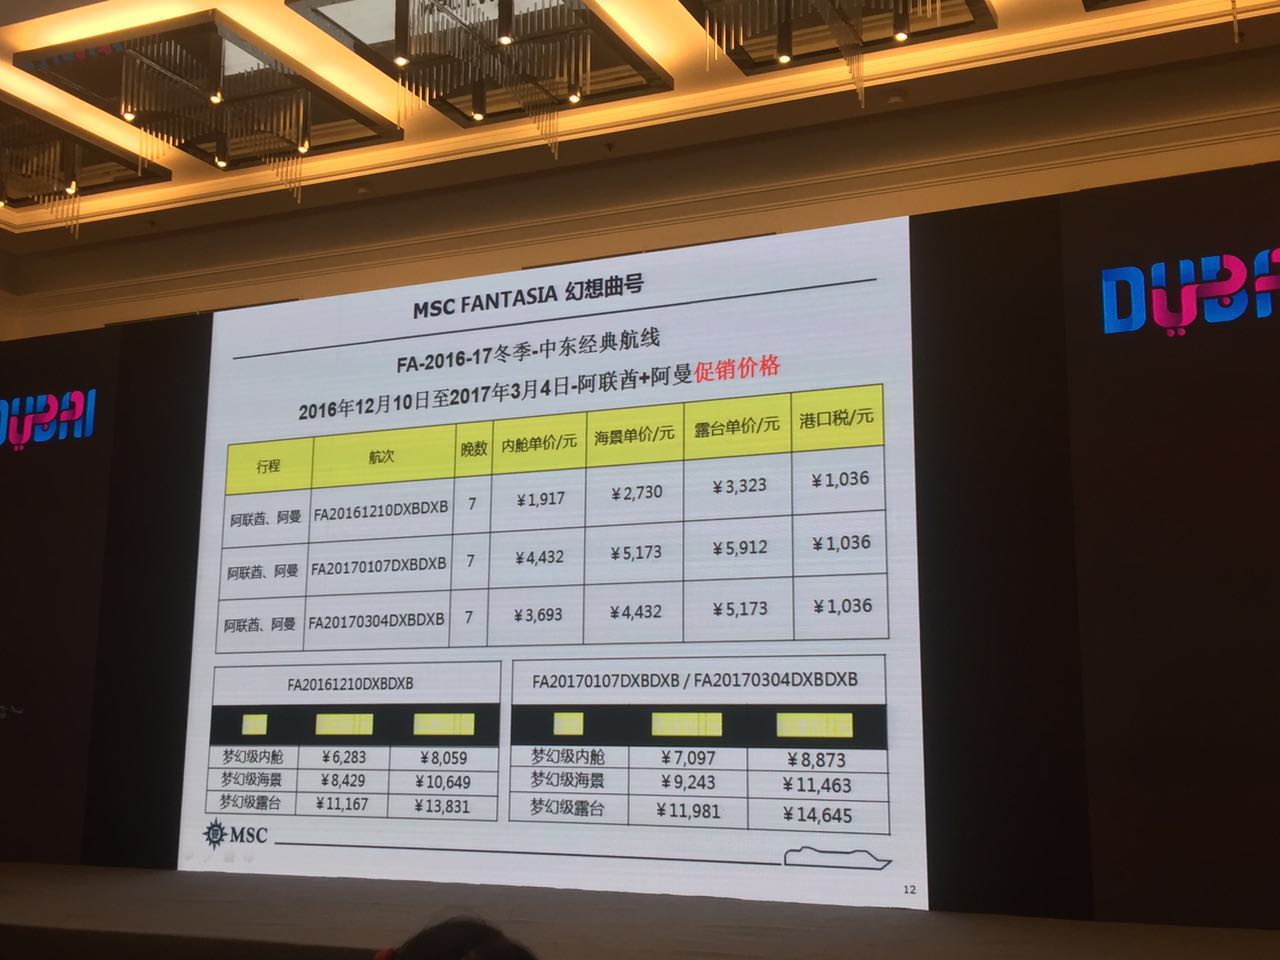 MSC FANTASIA 幻想曲号
FA-2016-17冬季-中东经典航线
2016年12月10日至2017年3月4日-阿联酋+阿曼促销价格
行程 航次 晚数 内舱单价/元 海景单价/元 露台单价/元 港口税/元
阿联酋、阿曼 FA20161210DXBDXB 7 ￥1,917 ￥2,730 ￥3,323 ￥1,036
阿联酋、阿曼 FA20170107DXBDXB 7 ￥4,432 ￥5,173 ￥5,912 ￥1,036
阿联酋、阿曼 FA20170304DXBDXB 7 ￥3,693 ￥4,432 ￥5,173 ￥1,036
FA20161210DXBDXB
梦幻级内舱 ￥6,283 ￥8,059
梦幻级海景 ￥8,429 ￥10,649
梦幻级露台 ￥11,167 ￥13,831
FA20170107DXBDXB / FA20170304DXBDXB
梦幻级内舱 ￥7,097 ￥8,873
梦幻级海景 ￥9,243 ￥11,463
梦幻级露台 ￥11,981 ￥14,645
MSC
12
DUBAI
DUBAI